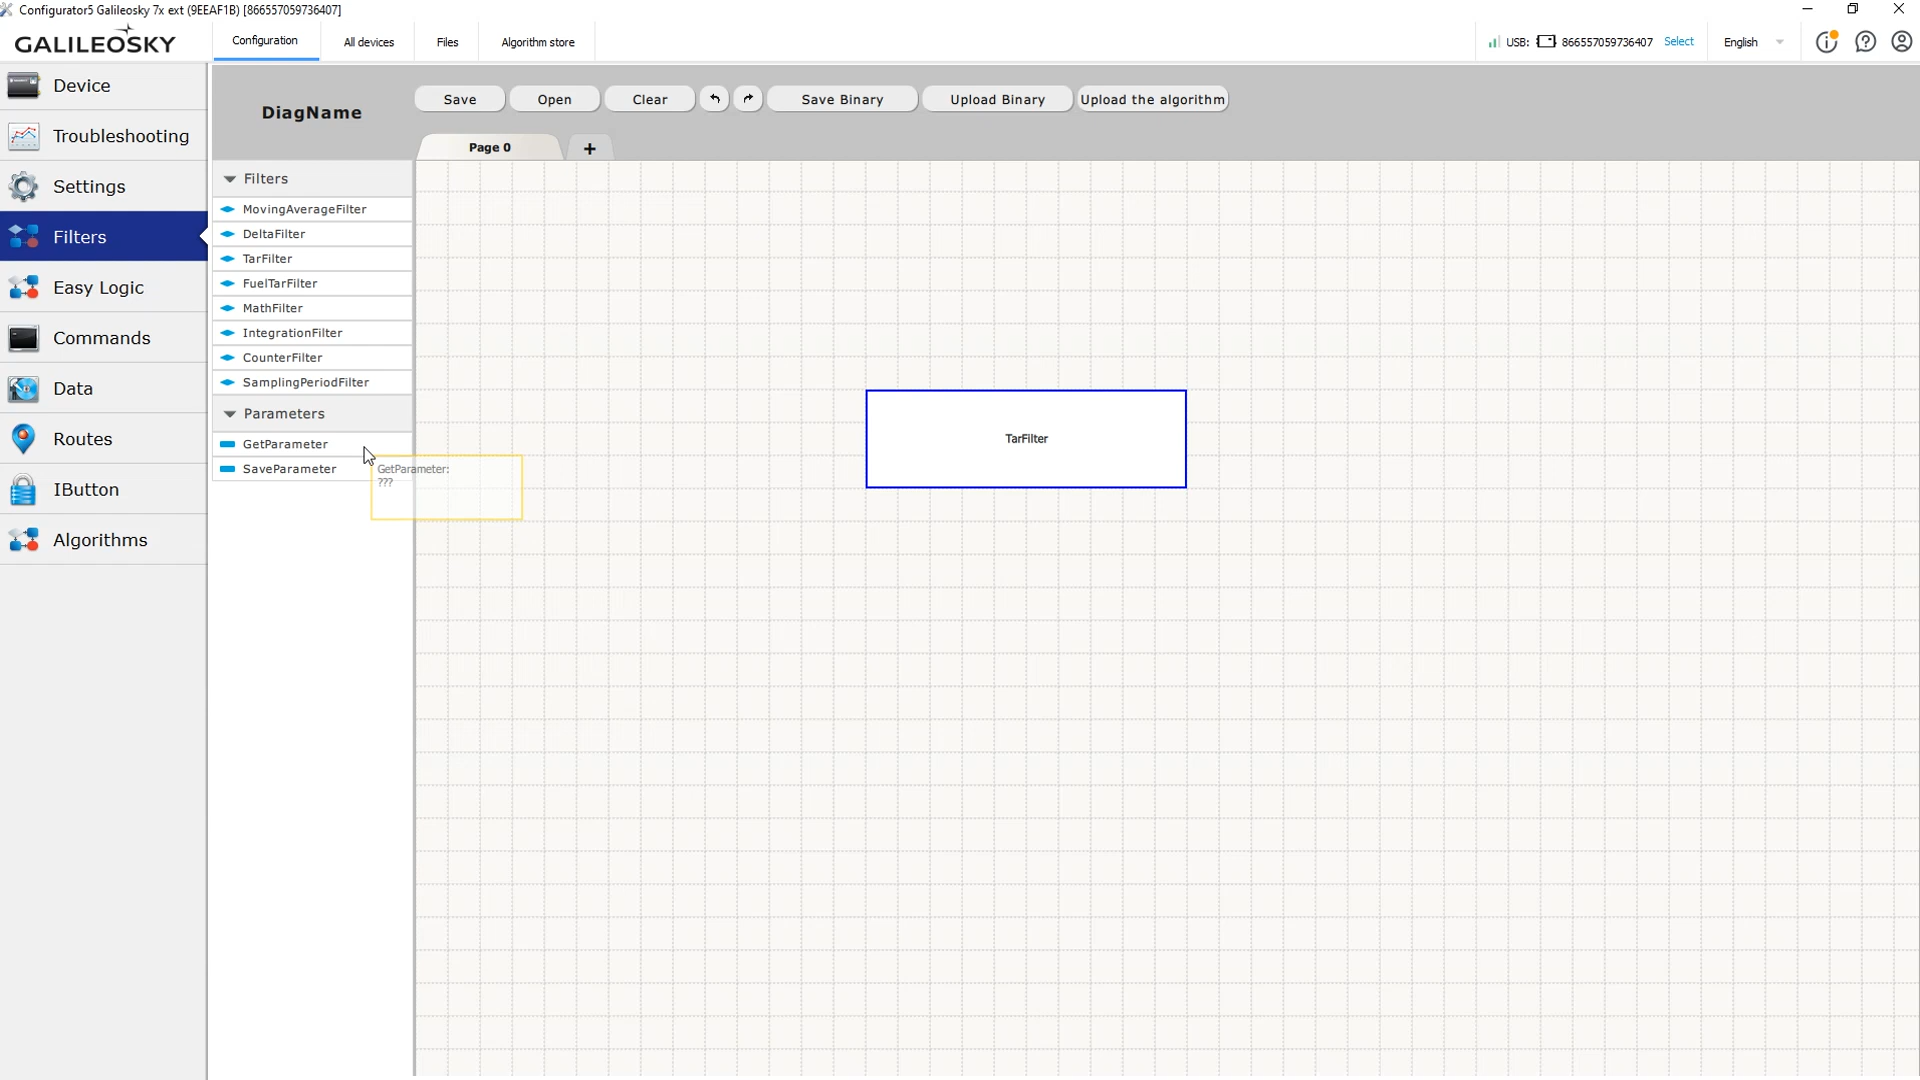 Configurator5 Galileosky 7x ext (9EEAF1B) [866557059736407]
GALILEOSKY
Configuration
All devices
Files
Algorithm store
USB: 866557059736407 Select
English
Device
Troubleshooting
Settings
Filters
Easy Logic
Commands
Data
Routes
IButton
Algorithms
DiagName
Save
Open
Clear
Save Binary
Upload Binary
Upload the algorithm
Page 0
+
Filters
MovingAverageFilter
DeltaFilter
TarFilter
FuelTarFilter
MathFilter
IntegrationFilter
CounterFilter
SamplingPeriodFilter
Parameters
GetParameter
SaveParameter
GetParameter:
???
TarFilter